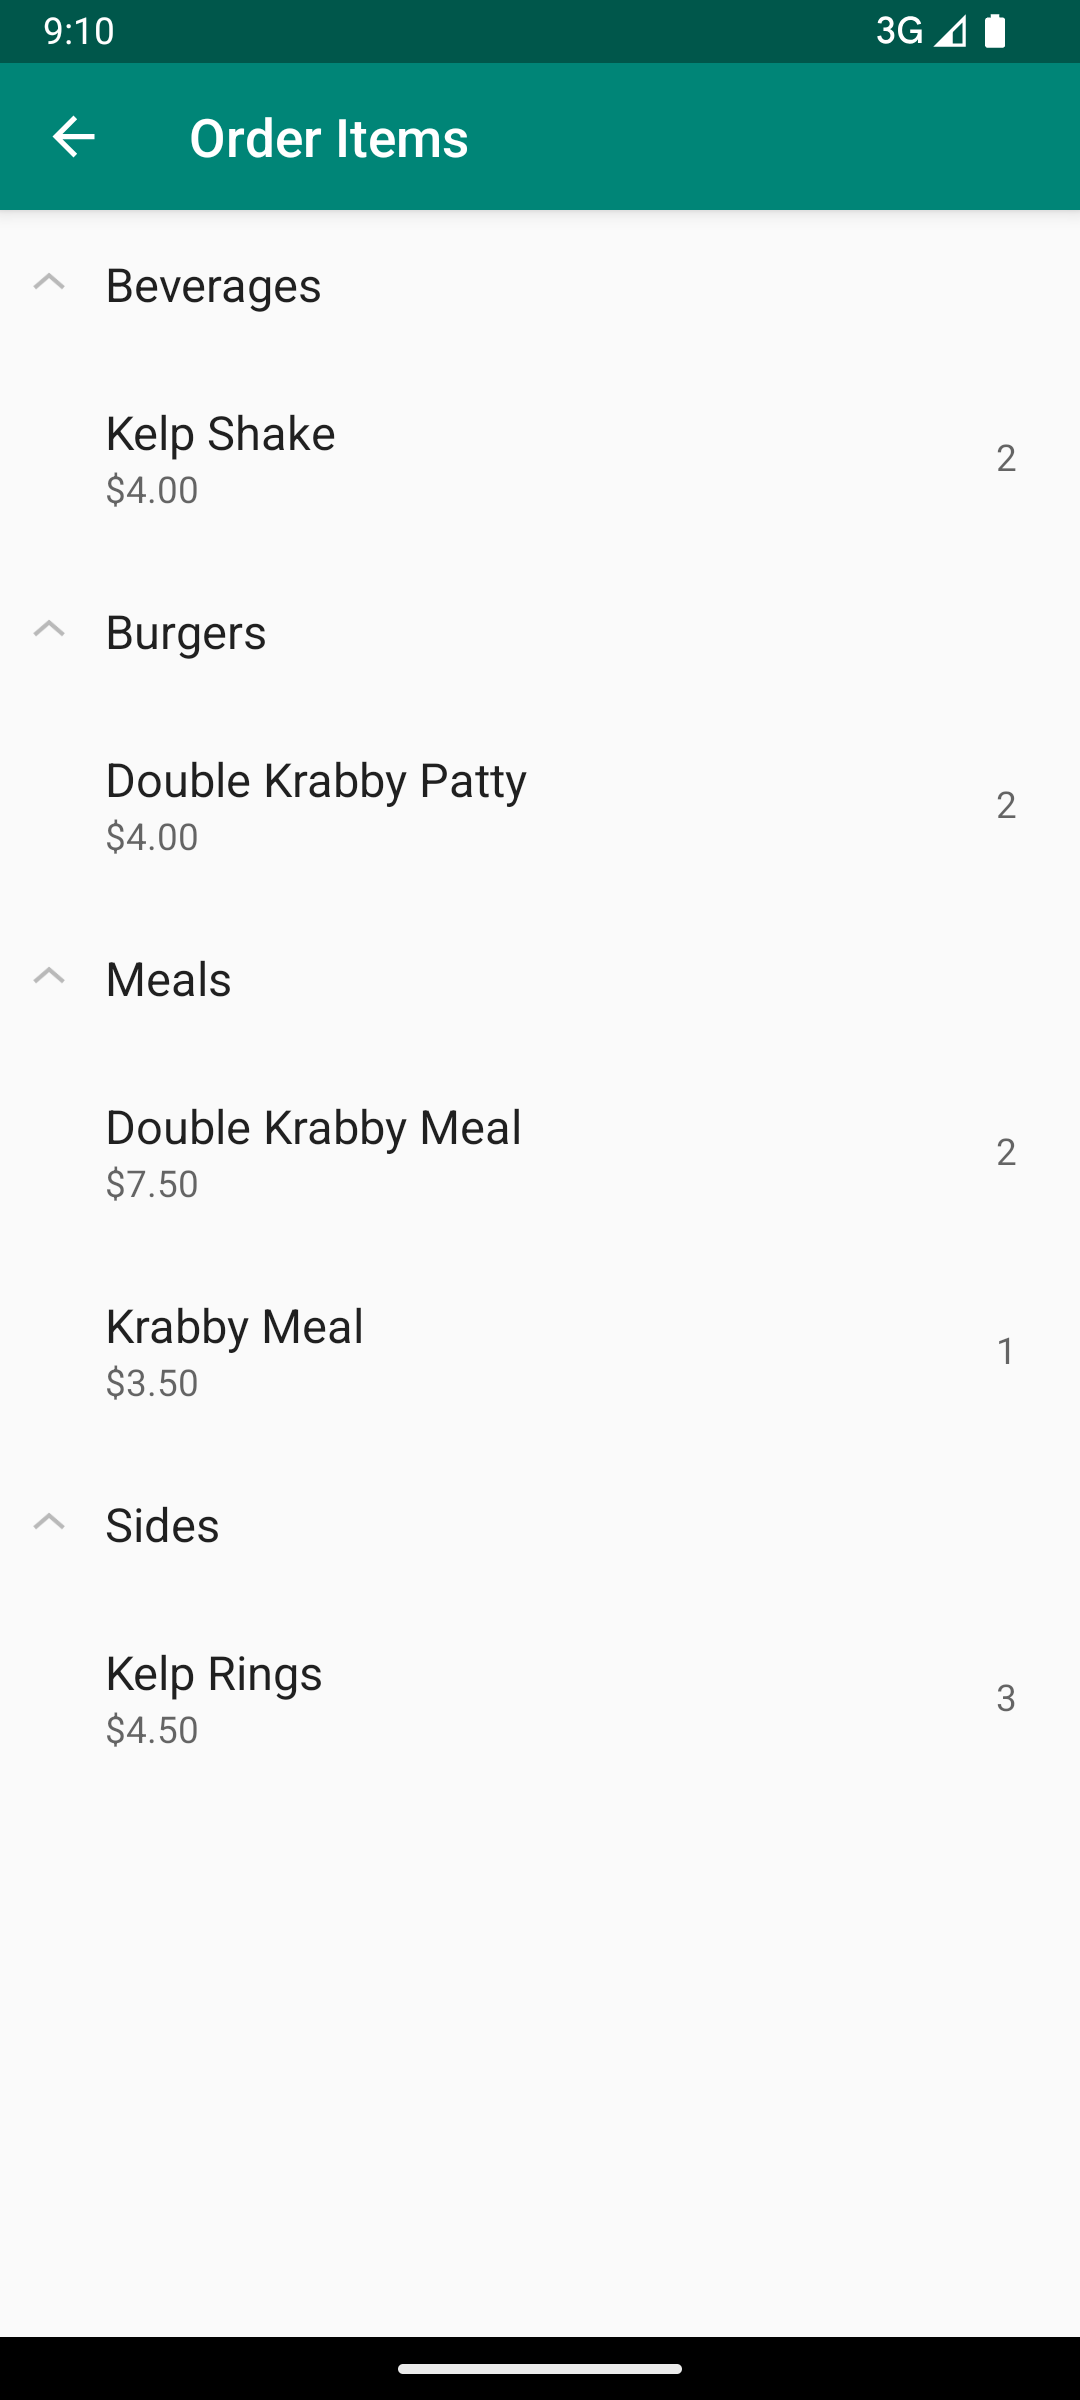 9:10
3G
Order Items
Beverages
Kelp Shake
$4.00
2
Burgers
Double Krabby Patty
$4.00
2
Meals
Double Krabby Meal
$7.50
2
Krabby Meal
$3.50
1
Sides
Kelp Rings
$4.50
3